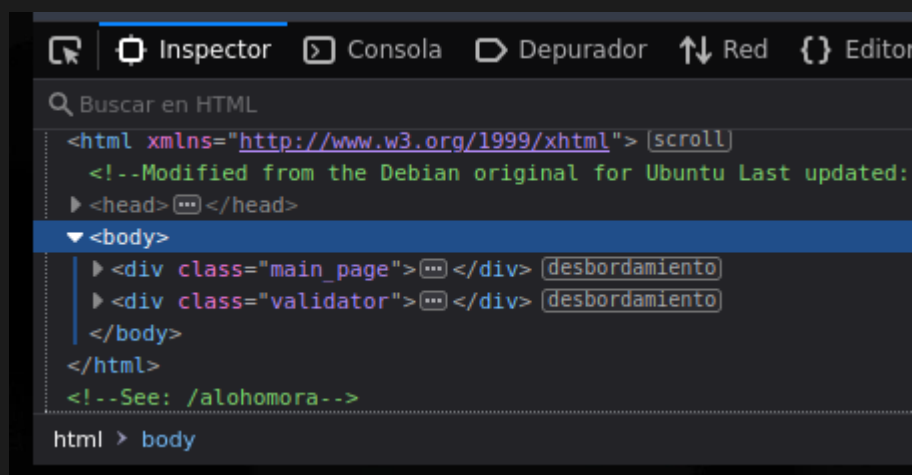 Inspector Consola Depurador Red {} Editor
Buscar en HTML
<html xmlns="http://www.w3.org/1999/xhtml"> scroll
<!--Modified from the Debian original for Ubuntu Last updated:
<head> ... </head>
<body>
<div class="main_page"> ... </div> desbordamiento
<div class="validator"> ... </div> desbordamiento
</body>
</html>
<!--See: /alohomora-->
html > body